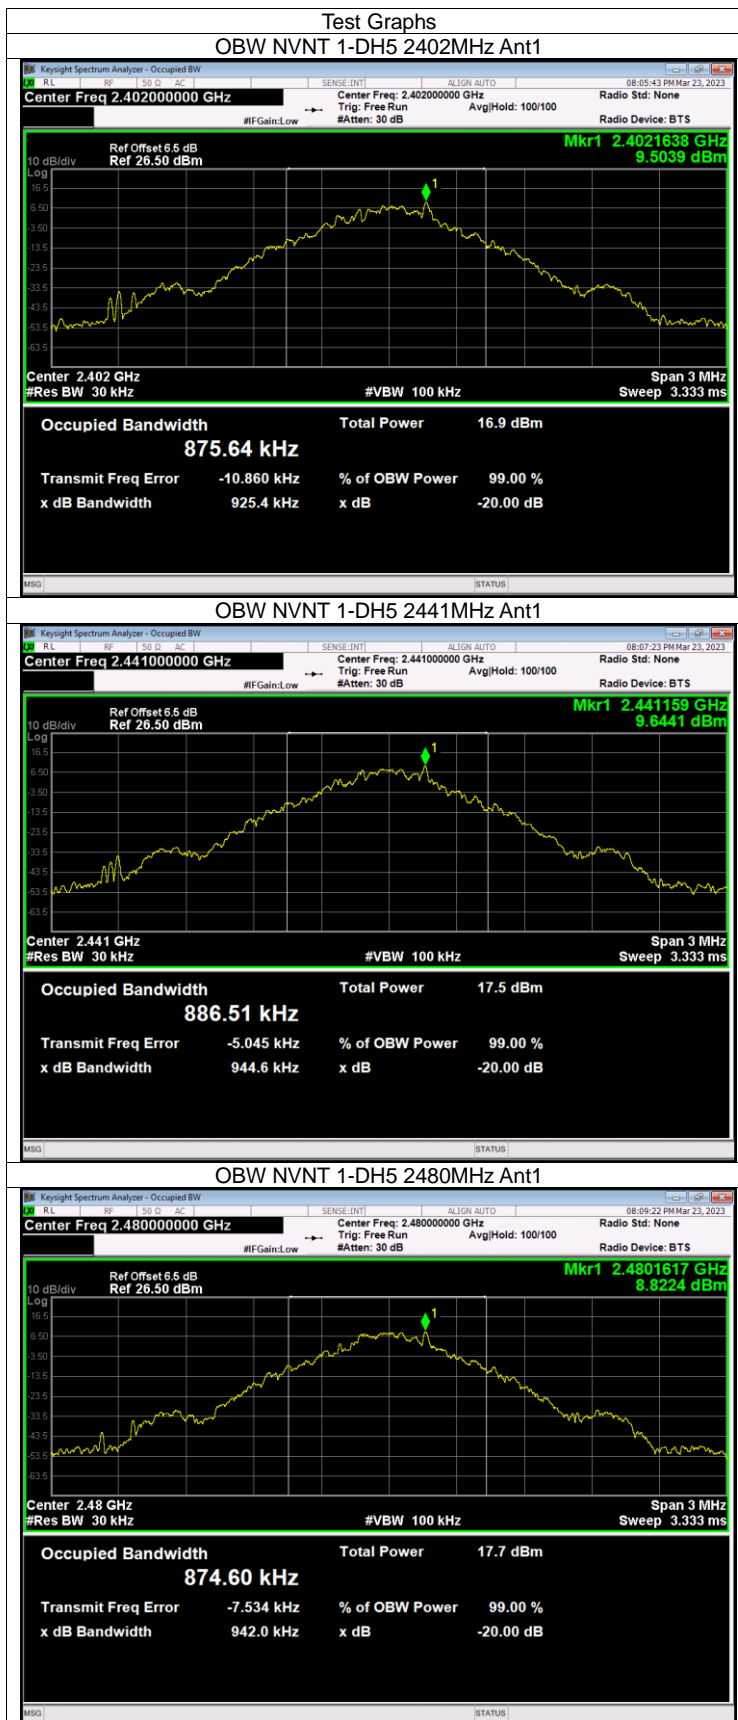 Test Graphs
OBW NVNT 1-DH5 2402MHz Ant1
Keysight Spectrum Analyzer - Occupied BW
LXI RL RF 50 Ω AC SENSE:INT ALIGN AUTO 08:05:43 PM Mar 23, 2023
Center Freq 2.402000000 GHz Center Freq: 2.402000000 GHz Radio Std: None
Trig: Free Run Avg|Hold: 100/100
#IFGain:Low #Atten: 30 dB Radio Device: BTS
Mkr1 2.4021638 GHz
9.5039 dBm
Ref Offset 6.5 dB
10 dB/div Ref 26.50 dBm
Log
16.5
6.50
1
-3.50
-13.5
-23.5
-33.5
-43.5
-53.5
-63.5
Center 2.402 GHz Span 3 MHz
#Res BW 30 kHz #VBW 100 kHz Sweep 3.333 ms
Occupied Bandwidth Total Power 16.9 dBm
875.64 kHz
Transmit Freq Error -10.860 kHz % of OBW Power 99.00 %
x dB Bandwidth 925.4 kHz x dB -20.00 dB
MSG STATUS
OBW NVNT 1-DH5 2441MHz Ant1
Keysight Spectrum Analyzer - Occupied BW
LXI RL RF 50 Ω AC SENSE:INT ALIGN AUTO 08:07:23 PM Mar 23, 2023
Center Freq 2.441000000 GHz Center Freq: 2.441000000 GHz Radio Std: None
Trig: Free Run Avg|Hold: 100/100
#IFGain:Low #Atten: 30 dB Radio Device: BTS
Mkr1 2.441159 GHz
9.6441 dBm
Ref Offset 6.5 dB
10 dB/div Ref 26.50 dBm
Log
16.5
1
6.50
-3.50
-13.5
-23.5
-33.5
-43.5
-53.5
-63.5
Center 2.441 GHz Span 3 MHz
#Res BW 30 kHz #VBW 100 kHz Sweep 3.333 ms
Occupied Bandwidth Total Power 17.5 dBm
886.51 kHz
Transmit Freq Error -5.045 kHz % of OBW Power 99.00 %
x dB Bandwidth 944.6 kHz x dB -20.00 dB
MSG STATUS
OBW NVNT 1-DH5 2480MHz Ant1
Keysight Spectrum Analyzer - Occupied BW
LXI RL RF 50 Ω AC SENSE:INT ALIGN AUTO 08:09:22 PM Mar 23, 2023
Center Freq 2.480000000 GHz Center Freq: 2.480000000 GHz Radio Std: None
Trig: Free Run Avg|Hold: 100/100
#IFGain:Low #Atten: 30 dB Radio Device: BTS
Mkr1 2.4801617 GHz
8.8224 dBm
Ref Offset 6.5 dB
10 dB/div Ref 26.50 dBm
Log
16.5
1
6.50
-3.50
-13.5
-23.5
-33.5
-43.5
-53.5
-63.5
Center 2.48 GHz Span 3 MHz
#Res BW 30 kHz #VBW 100 kHz Sweep 3.333 ms
Occupied Bandwidth Total Power 17.7 dBm
874.60 kHz
Transmit Freq Error -7.534 kHz % of OBW Power 99.00 %
x dB Bandwidth 942.0 kHz x dB -20.00 dB
MSG STATUS